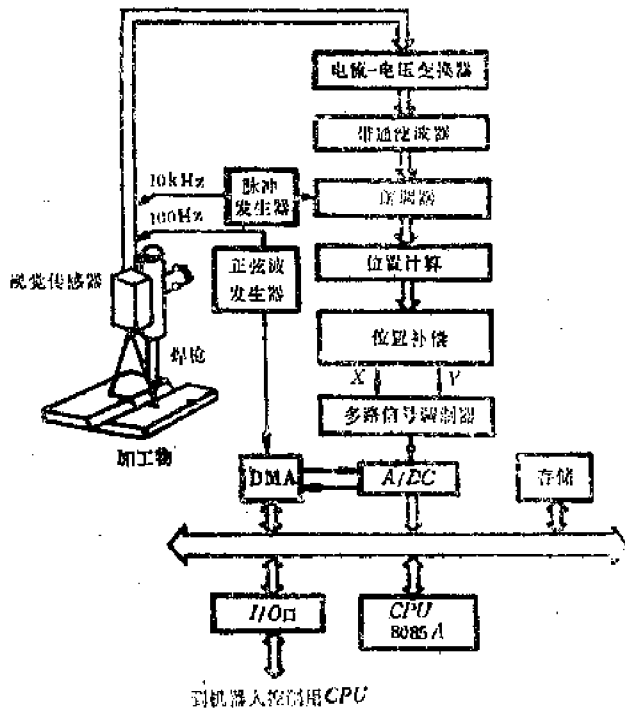 电流-电压变换器
带通滤波器
10kHz
脉冲
发生器
解调器
100Hz
正弦波
发生器
位置计算
视觉传感器
焊枪
位置补偿
X
Y
多路信号调制器
加工物
DMA
A/DC
存储
I/O口
CPU
8085A
到机器人控制用CPU